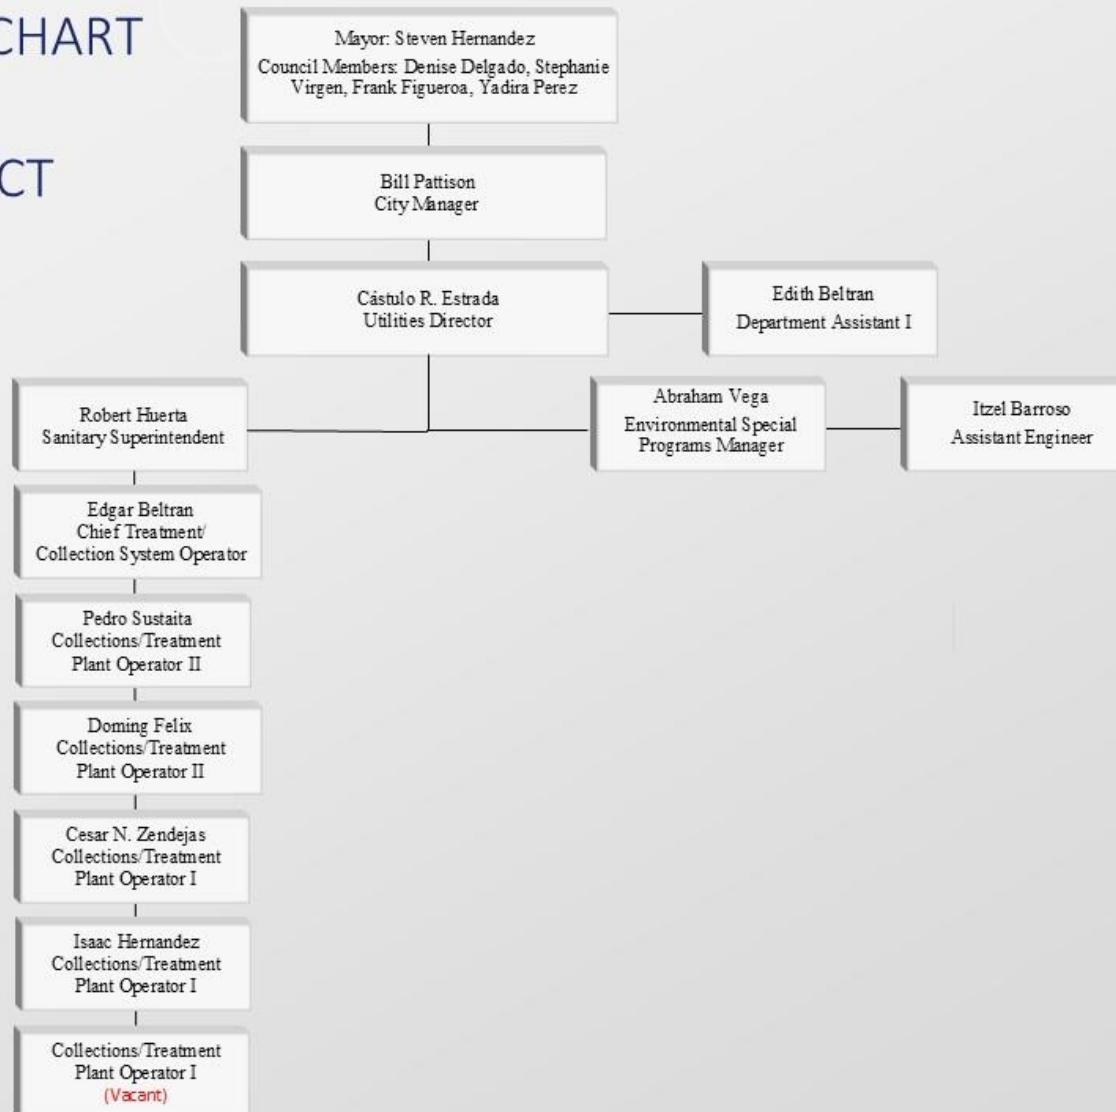 CHART
CT
Mayor: Steven Hernandez
Council Members: Denise Delgado, Stephanie
Virgen, Frank Figueroa, Yadira Perez
Bill Pattison
City Manager
Cástulo R. Estrada
Utilities Director
Edith Beltran
Department Assistant I
Robert Huerta
Sanitary Superintendent
Abraham Vega
Environmental Special
Programs Manager
Itzel Barroso
Assistant Engineer
Edgar Beltran
Chief Treatment/
Collection System Operator
Pedro Sustaita
Collections/Treatment
Plant Operator II
Doming Felix
Collections/Treatment
Plant Operator II
Cesar N. Zendejas
Collections/Treatment
Plant Operator I
Isaac Hernandez
Collections/Treatment
Plant Operator I
Collections/Treatment
Plant Operator I
(Vacant)